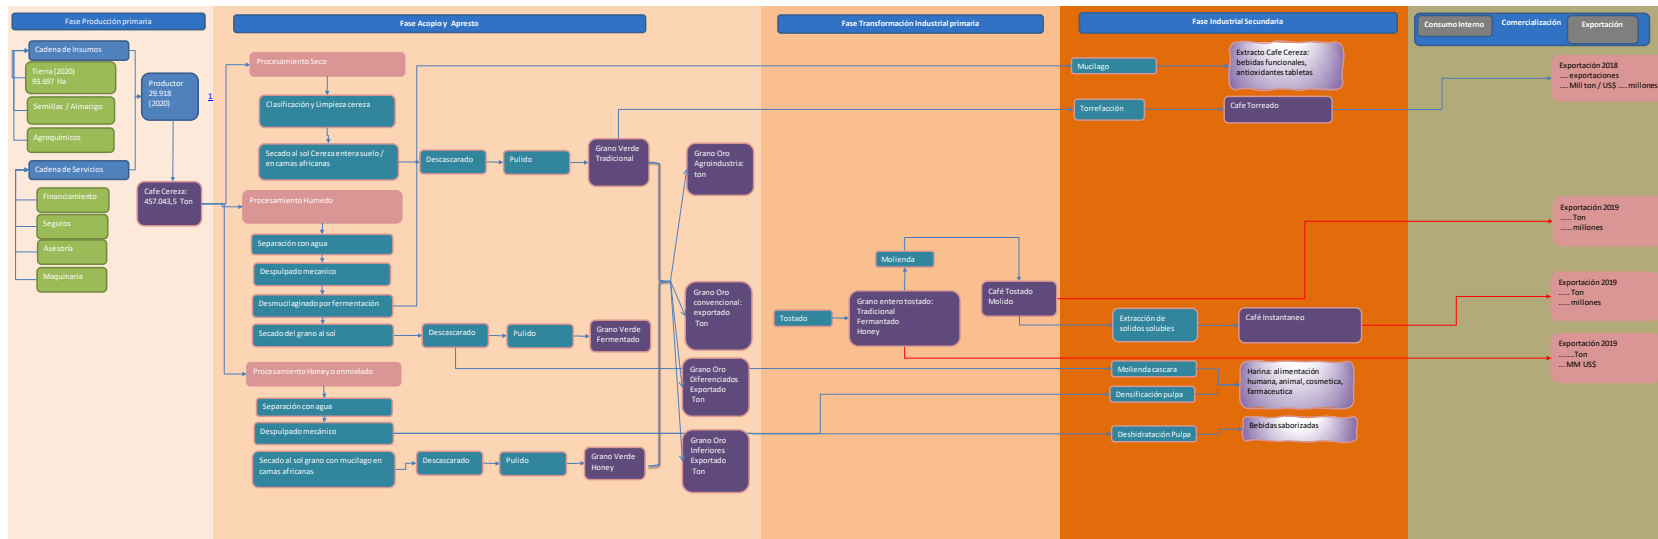 Fase Producción primaria
Cadena de Insumos
Tierra (2020)
93.697 Ha
Semillas / Almacigo
Agroquímicos
Cadena de Servicios
Financiamiento
Seguros
Asesoría
Maquinaria
Productor
29.918
(2020)
1
Cafe Cereza:
457.043,5 Ton
Fase Acopio y Apresto
Procesamiento Seco
Clasificación y Limpieza cereza
Secado al sol Cereza entera suelo /
en camas africanas
Descascarado
Pulido
Grano Verde
Tradicional
Procesamiento Humedo
Separación con agua
Despulpado mecanico
Desmucilaginado por fermentación
Secado del grano al sol
Descascarado
Pulido
Grano Verde
Fermentado
Procesamiento Honey o enmielado
Separación con agua
Despulpado mecánico
Secado al sol grano con mucilago en
camas africanas
Descascarado
Pulido
Grano Verde
Honey
Grano Oro
Agroindustria:
ton
Grano Oro
convencional:
exportado
Ton
Grano Oro
Diferenciados
Exportado
Ton
Grano Oro
Inferiores
Exportado
Ton
Fase Transformación Industrial primaria
Tostado
Molienda
Grano entero tostado:
Tradicional
Fermantado
Honey
Café Tostado
Molido
Fase Industrial Secundaria
Mucilago
Extracto Cafe Cereza:
bebidas funcionales,
antioxidantes tabletas
Torrefacción
Cafe Torreado
Extracción de
solidos solubles
Café Instantaneo
Molienda cascara
Densificación pulpa
Harina: alimentación
humana, animal, cosmetica,
farmaceutica
Deshidratación Pulpa
Bebidas saborizadas
Consumo Interno
Comercialización
Exportación
Exportación 2018
.... exportaciones
.... Mill ton / US$ .... millones
Exportación 2019
..... Ton
..... millones
Exportación 2019
..... Ton
..... millones
Exportación 2019
.......Ton
... MM US$